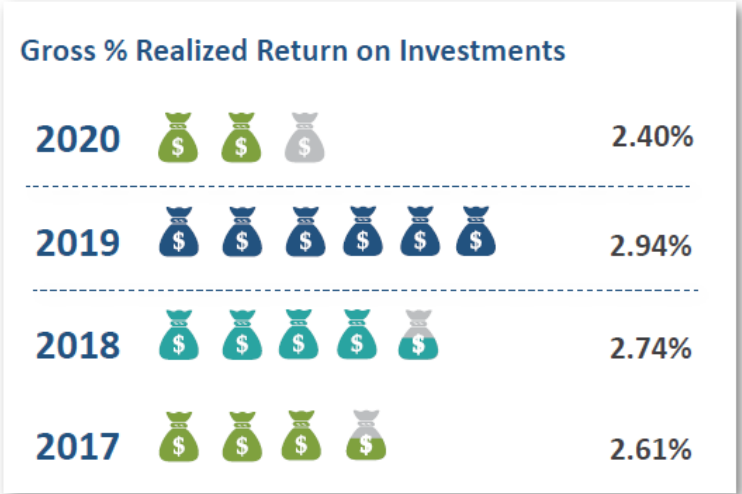 Gross % Realized Return on Investments
2020 $ $ $ 2.40%
2019 $ $ $ $ $ $ 2.94%
2018 $ $ $ $ $ 2.74%
2017 $ $ $ $ 2.61%